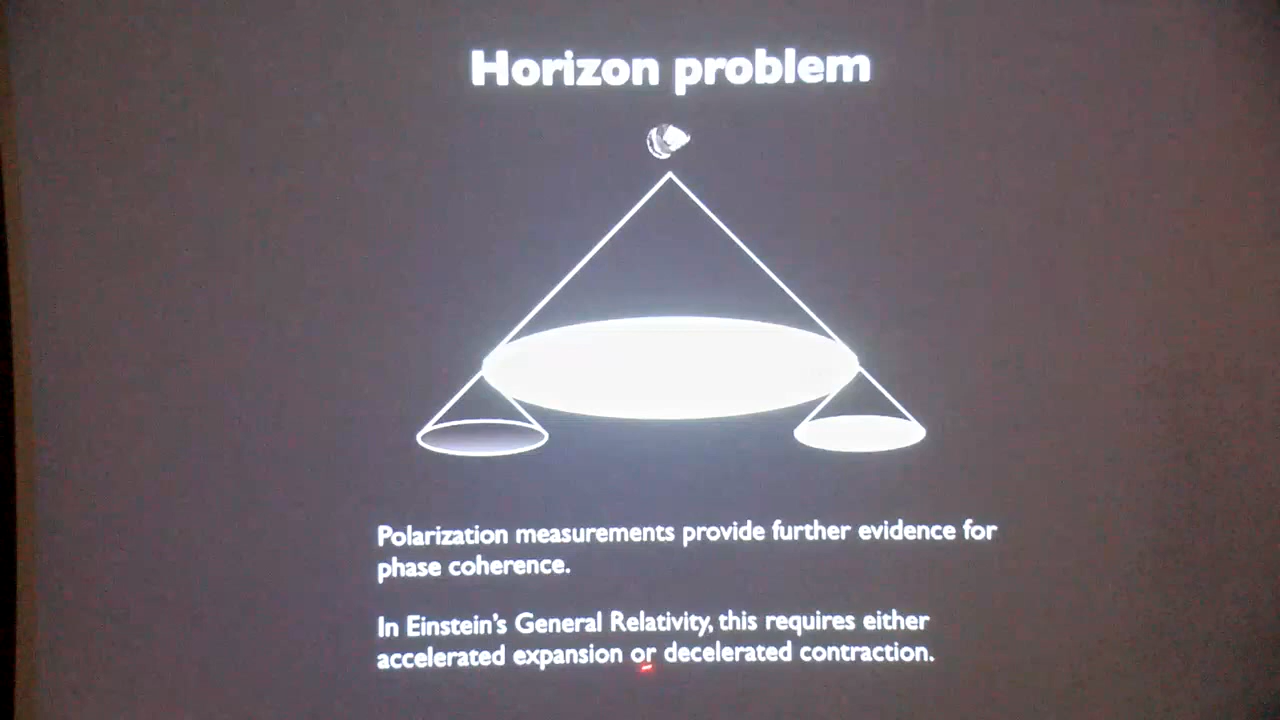 Horizon problem
Polarization measurements provide further evidence for
phase coherence.
In Einstein's General Relativity, this requires either
accelerated expansion or decelerated contraction.